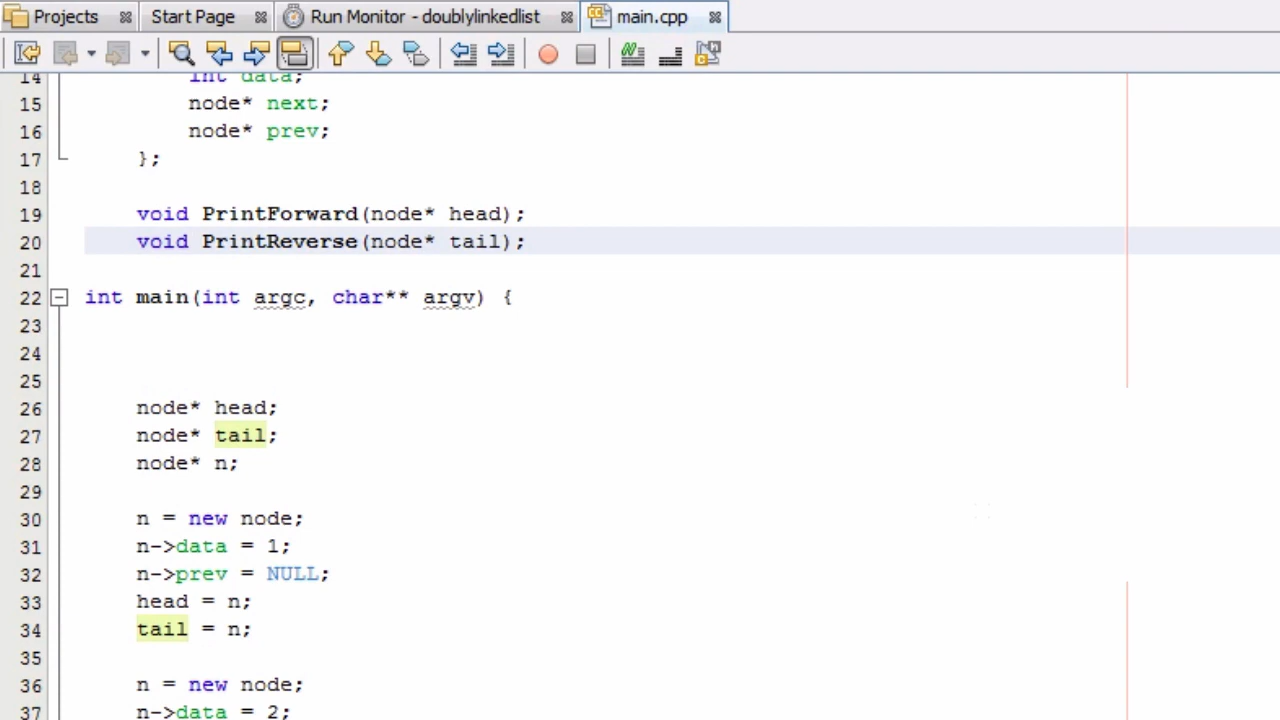 Projects Start Page Run Monitor - doublylinkedlist main.cpp
14 int data;
15 node* next;
16 node* prev;
17 };
18
19 void PrintForward(node* head);
20 void PrintReverse(node* tail);
21
22 int main(int argc, char** argv) {
23
24
25
26 node* head;
27 node* tail;
28 node* n;
29
30 n = new node;
31 n->data = 1;
32 n->prev = NULL;
33 head = n;
34 tail = n;
35
36 n = new node;
37 n->data = 2;